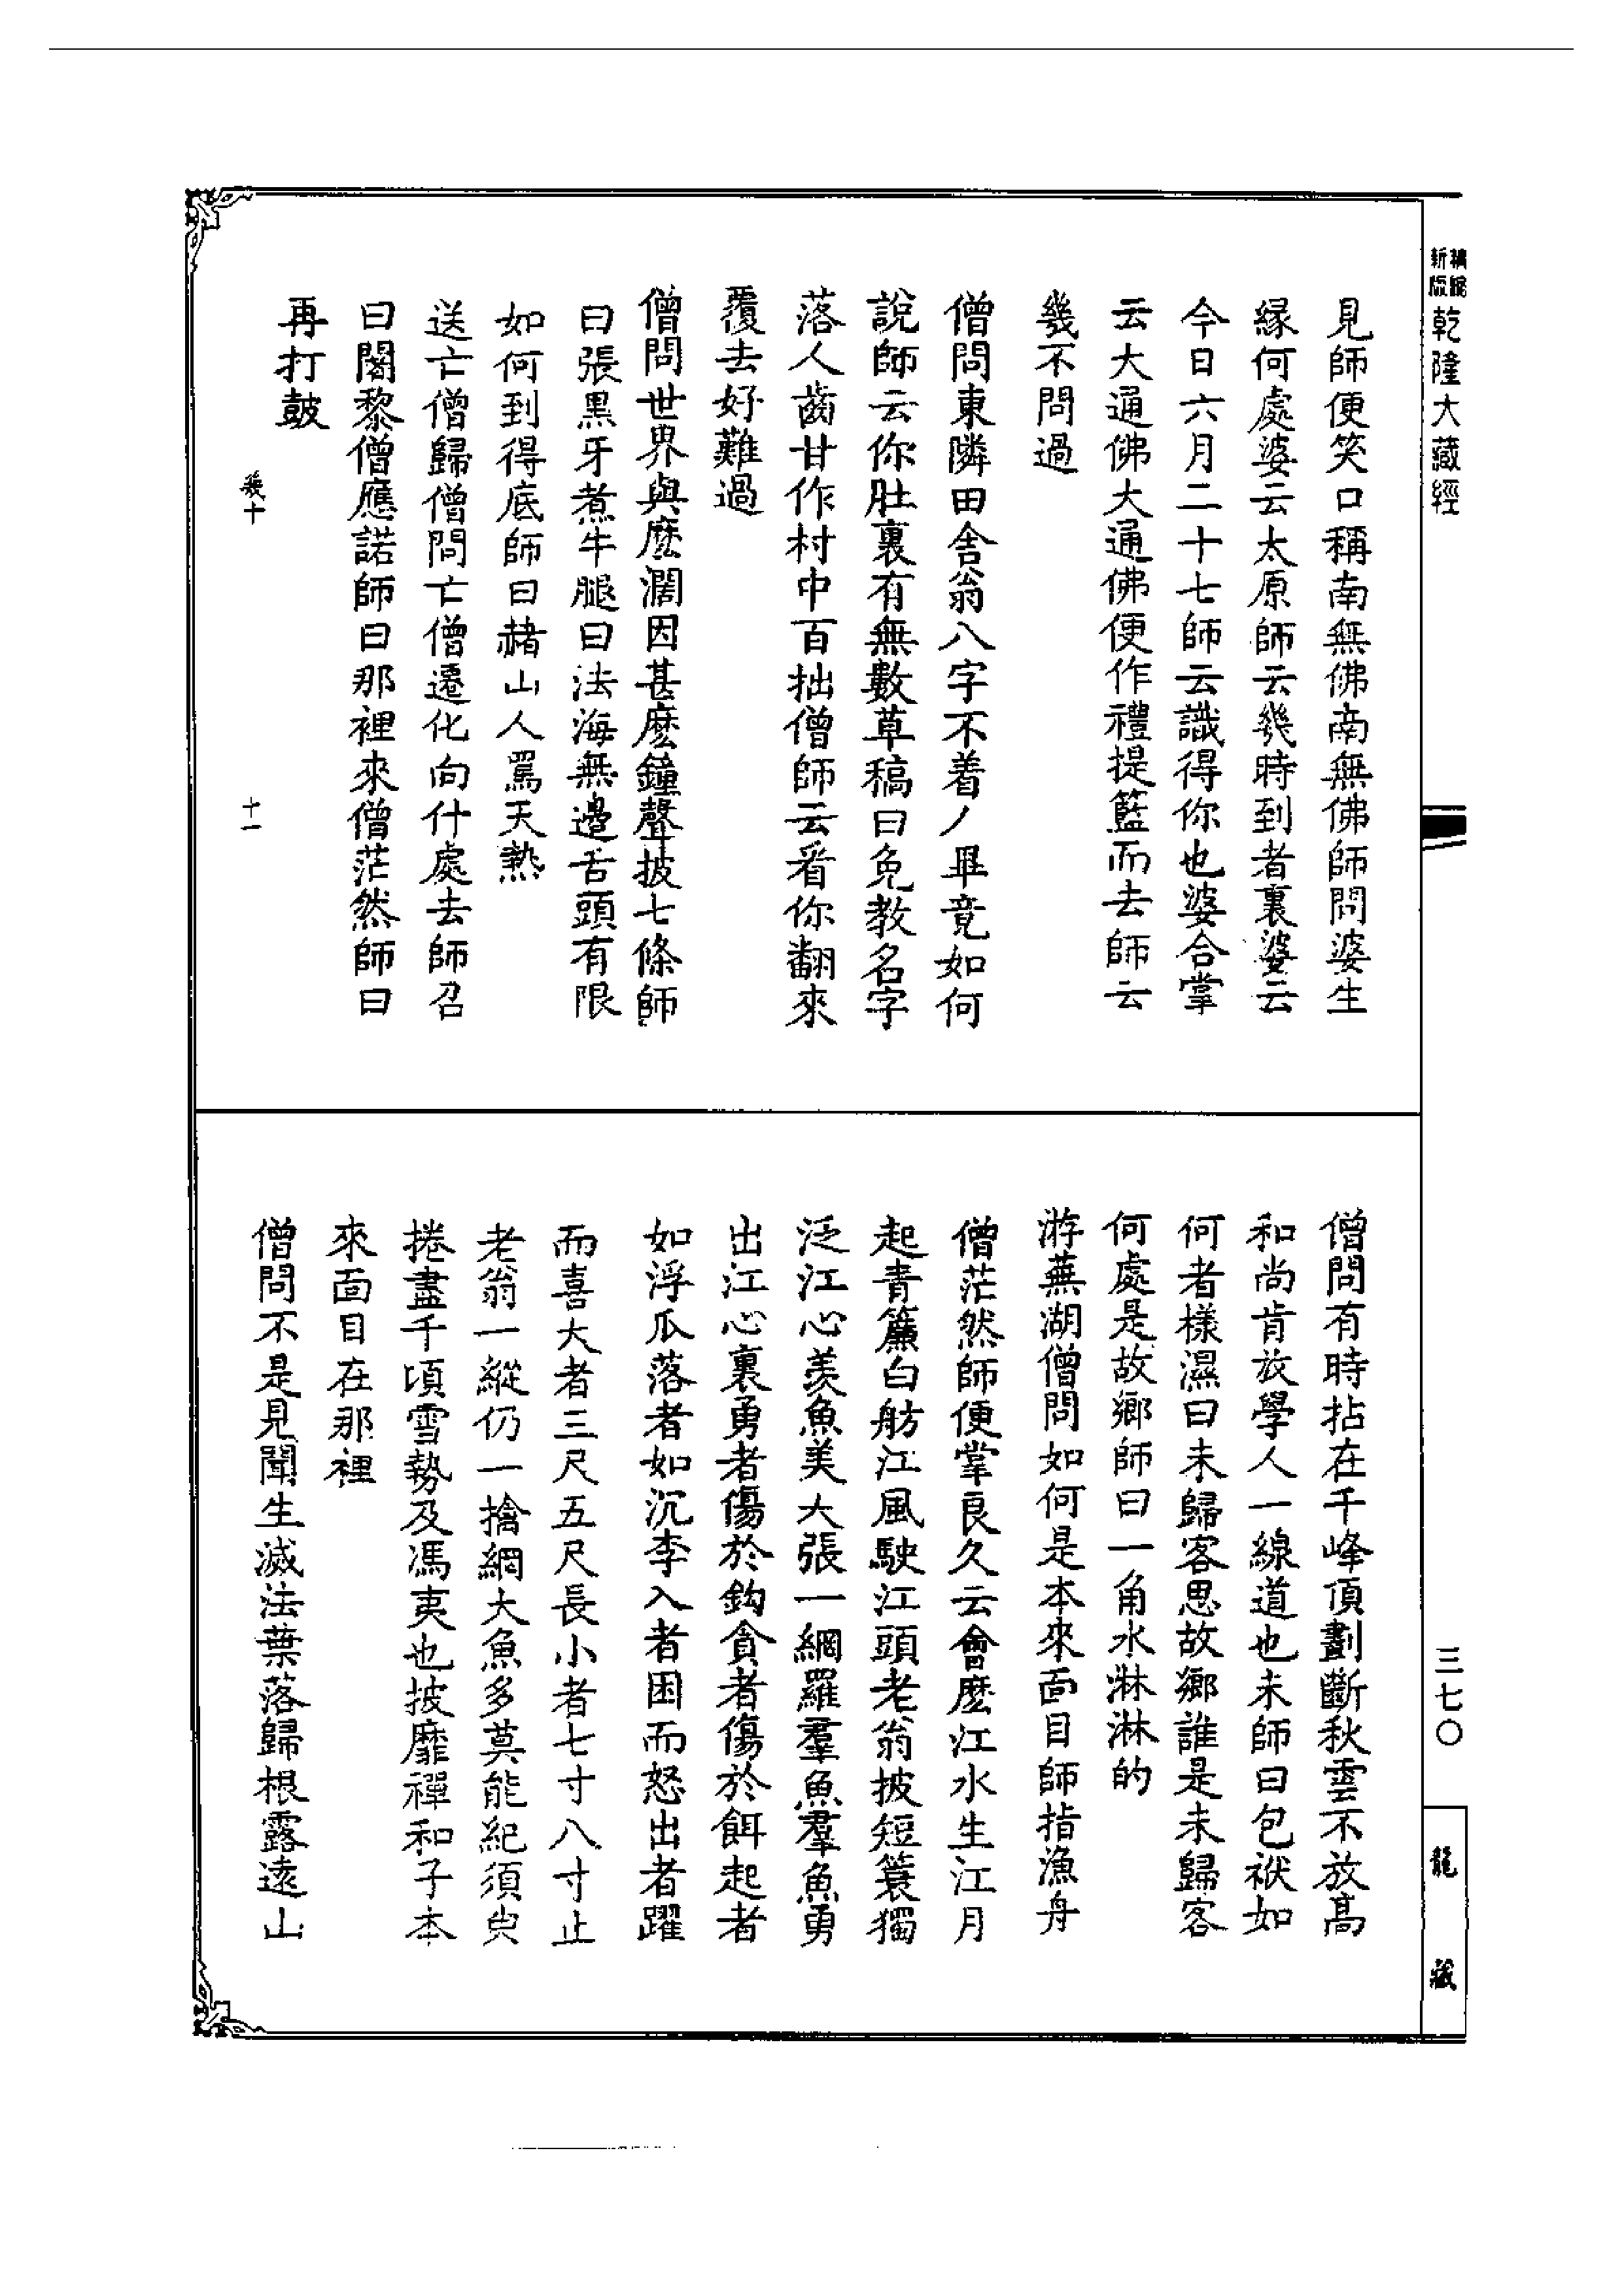 新版 精縮 乾隆大藏經
三七〇
龍藏
見師便笑口稱南無佛南無佛師問婆生
緣何處婆云太原師云幾時到者裏婆云
今日六月二十七師云識得你也婆合掌
云大通佛大通佛便作禮提籃而去師云
幾不問過
僧問東隣田舍翁八字不着丿畢竟如何
說師云你肚裏有無數草稿曰免教名字
落人齒甘作村中百拙僧師云看你翻來
覆去好難過
僧問世界與麽濶因甚麽鐘聲披七條師
曰張黑牙煮牛腿曰法海無邊舌頭有限
如何到得底師曰赭山人罵天熱
送亡僧歸僧問亡僧遷化向什處去師召
曰闍黎僧應諾師曰那裡來僧茫然師曰
再打皷
幾十
十一
僧問有時拈在千峰頂劃斷秋雲不放高
和尚肯放學人一線道也未師曰包袱如
何者樣濕曰未歸客思故鄉誰是未歸客
何處是故鄉師曰一角水淋淋的
游蕪湖僧問如何是本來面目師指漁舟
僧茫然師便掌良久云會麽江水生江月
起青簾白舫江風駛江頭老翁披短簑獨
泛江心羨魚美大張一網羅羣魚羣魚勇
出江心裏勇者傷於鈎貪者傷於餌起者
如浮瓜落者如沉李入者困而怒出者躍
而喜大者三尺五尺長小者七寸八寸止
老翁一縱仍一擒網大魚多莫能紀須臾
捲盡千頃雪勢及馮夷也披靡禪和子本
來面目在那裡
僧問不是見聞生滅法葉落歸根露遠山